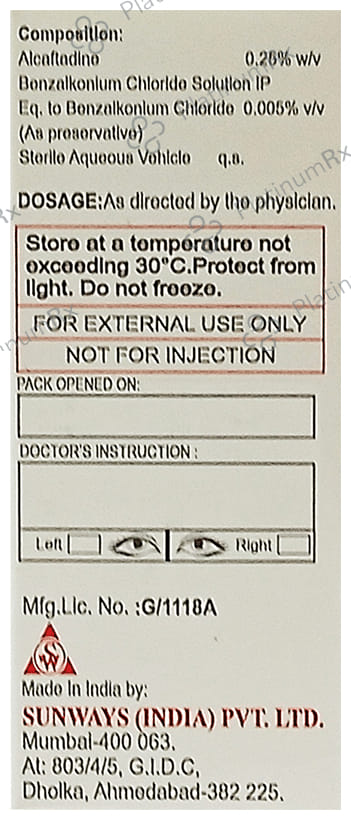 Composition:
Alcaftadine 0.25% w/v
Benzalkonium Chloride Solution IP
Eq. to Benzalkonium Chloride 0.005% v/v
(As preservative)
Sterile Aqueous Vehicle q.s.
DOSAGE:As directed by the physician.
Store at a temperature not
exceeding 30°C.Protect from
light. Do not freeze.
FOR EXTERNAL USE ONLY
NOT FOR INJECTION
PACK OPENED ON:
DOCTOR'S INSTRUCTION :
Left Right
Mfg.Lic. No. :G/1118A
SW
Made in India by:
SUNWAYS (INDIA) PVT. LTD.
Mumbai-400 063.
At: 803/4/5, G.I.D.C,
Dholka, Ahmedabad-382 225.
PlatinumRx